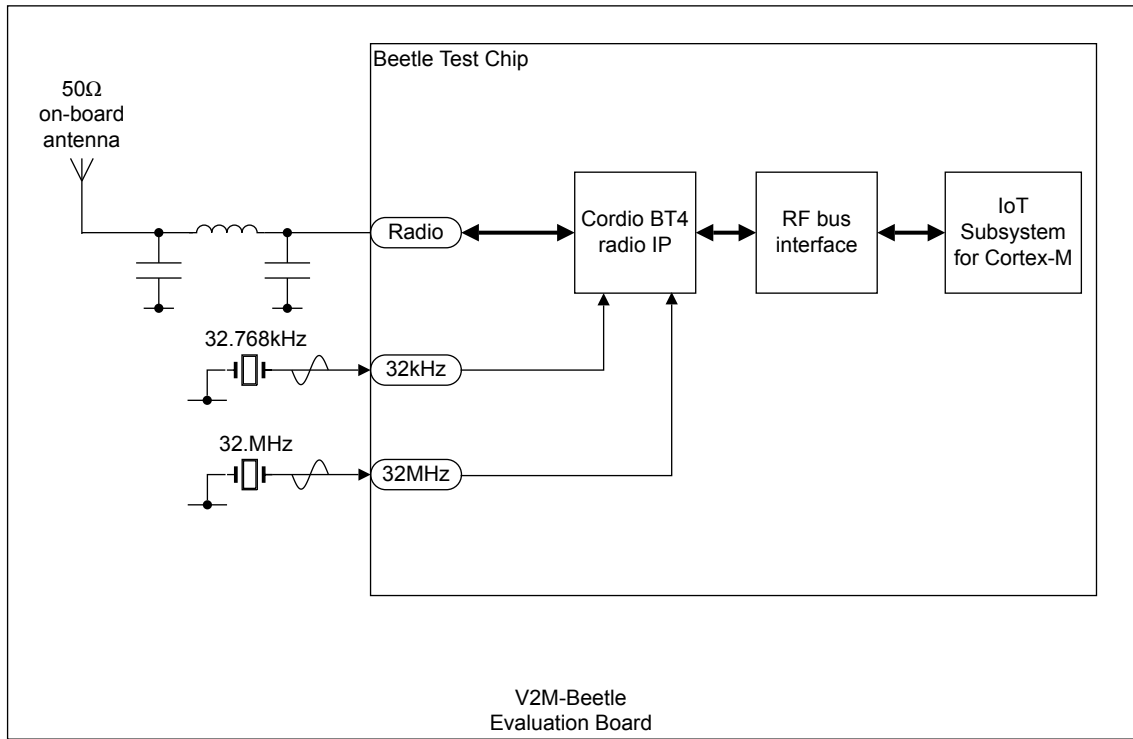 Beetle Test Chip
50Ω
on-board
antenna
Radio
Cordio BT4
radio IP
RF bus
interface
IoT
Subsystem
for Cortex-M
32.768kHz
32kHz
32.MHz
32MHz
V2M-Beetle
Evaluation Board